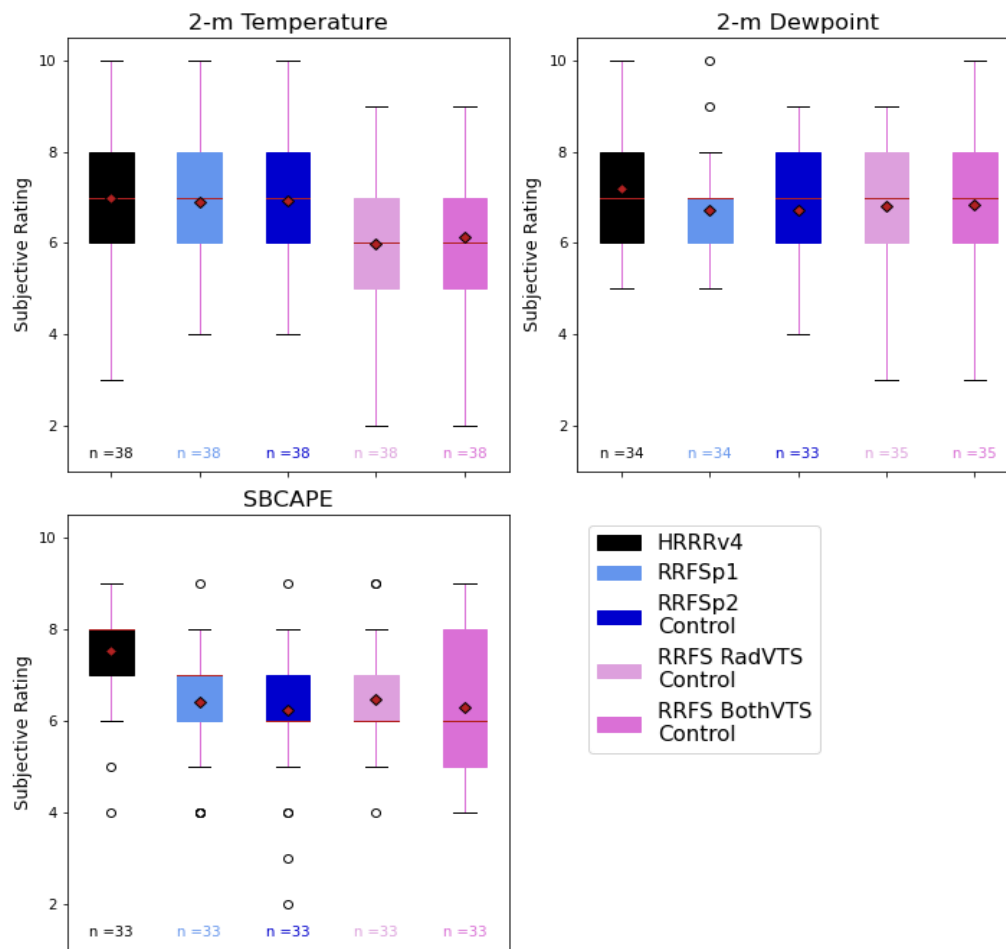 2-m Temperature
Subjective Rating
10
8
6
4
2
n =38 n =38 n =38 n =38 n =38
2-m Dewpoint
Subjective Rating
10
8
6
4
2
n =34 n =34 n =33 n =35 n =35
SBCAPE
Subjective Rating
10
8
6
4
2
n =33 n =33 n =33 n =33 n =33
HRRRv4
RRFSp1
RRFSp2
Control
RRFS RadVTS
Control
RRFS BothVTS
Control